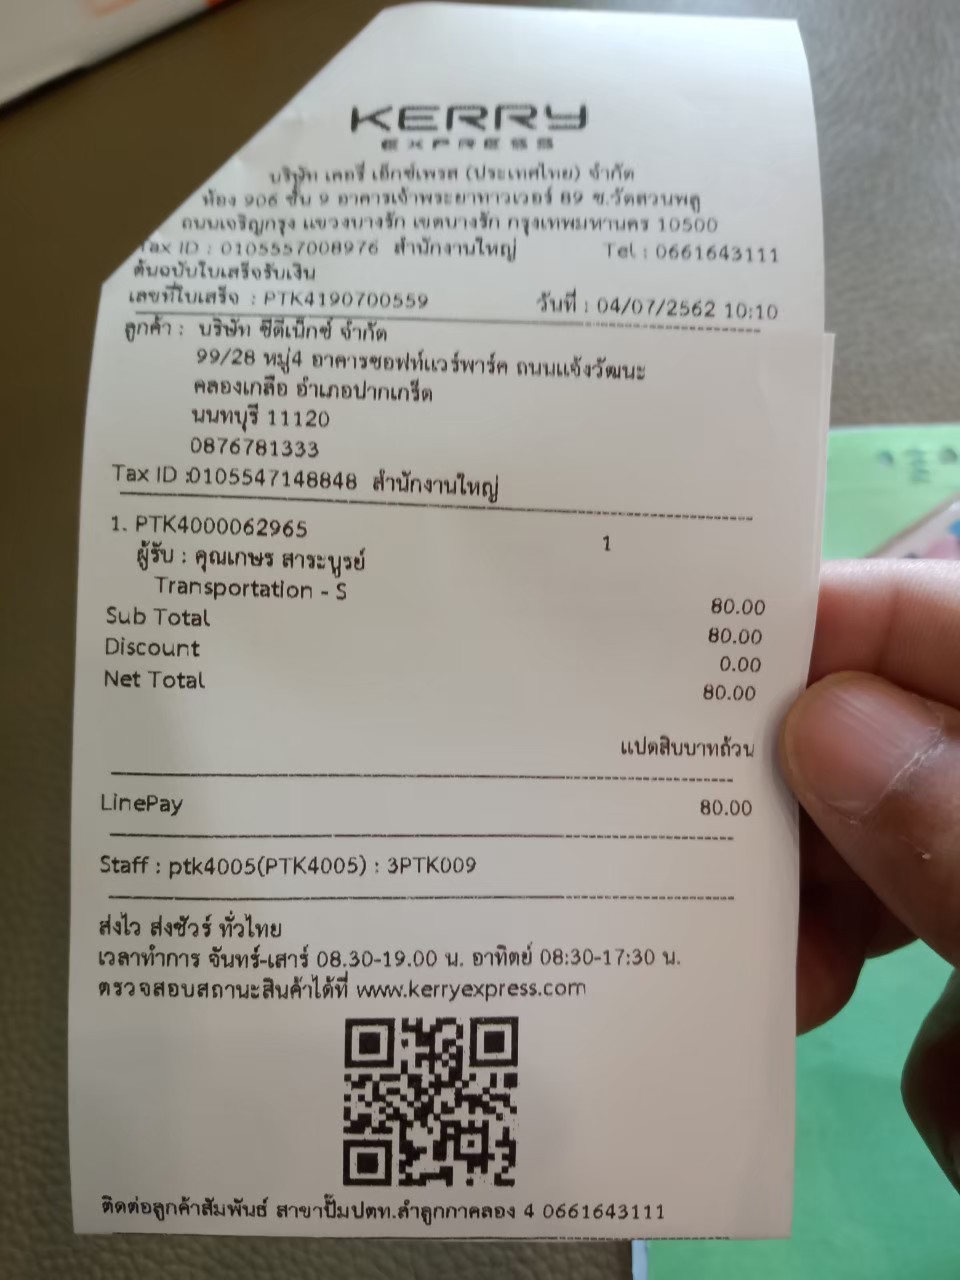 KERRY
EXPRESS
บริษัท เคอรี่ เอ็กซ์เพรส (ประเทศไทย) จำกัด
ห้อง 906 ชั้น 9 อาคารเจ้าพระยาทาวเวอร์ 89 ซ.วัดสวนพลู
ถนนเจริญกรุง แขวงบางรัก เขตบางรัก กรุงเทพมหานคร 10500
Tax ID : 0105557008976 สำนักงานใหญ่ Tel : 0661643111
ต้นฉบับใบเสร็จรับเงิน
เลขที่ใบเสร็จ : PTK4190700559 วันที่ : 04/07/2562 10:10
ลูกค้า : บริษัท ซีดีเน็กซ์ จำกัด
99/28 หมู่4 อาคารซอฟท์แวร์พาร์ค ถนนแจ้งวัฒนะ
คลองเกลือ อำเภอปากเกร็ด
นนทบุรี 11120
0876781333
Tax ID :0105547148848 สำนักงานใหญ่
1. PTK4000062965 1
ผู้รับ : คุณเกษร สาระบูรย์
Transportation - S 80.00
Sub Total 80.00
Discount 0.00
Net Total 80.00
แปดสิบบาทถ้วน
LinePay 80.00
Staff : ptk4005(PTK4005) : 3PTK009
ส่งไว ส่งชัวร์ ทั่วไทย
เวลาทำการ จันทร์-เสาร์ 08.30-19.00 น. อาทิตย์ 08:30-17:30 น.
ตรวจสอบสถานะสินค้าได้ที่ www.kerryexpress.com
ติดต่อลูกค้าสัมพันธ์ สาขาปั๊มปตท.ลำลูกกาคลอง 4 0661643111